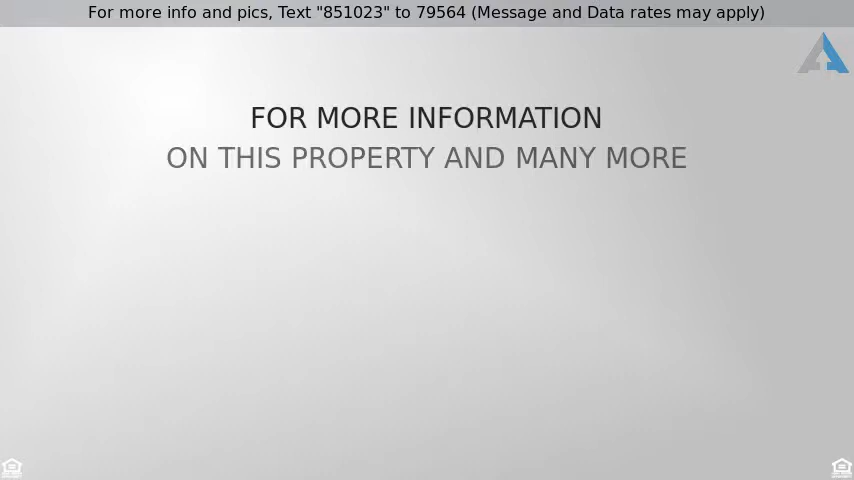 For more info and pics, Text "851023" to 79564 (Message and Data rates may apply)
FOR MORE INFORMATION
ON THIS PROPERTY AND MANY MORE